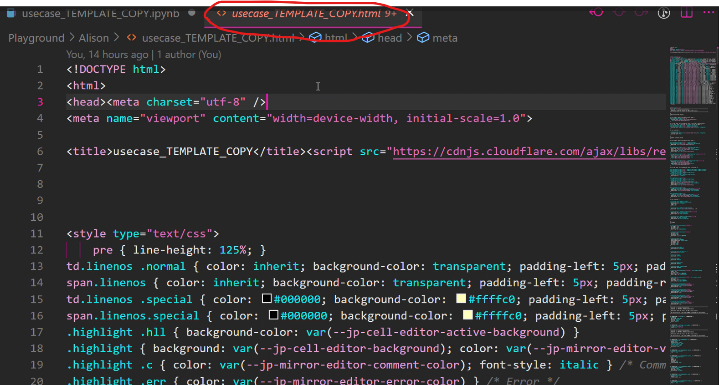 usecase_TEMPLATE_COPY.ipynb
usecase_TEMPLATE_COPY.html 9+
Playground > Alison > usecase_TEMPLATE_COPY.html > html > head > meta
You, 14 hours ago | 1 author (You)
1 <!DOCTYPE html>
2 <html>
3 <head><meta charset="utf-8" />
4 <meta name="viewport" content="width=device-width, initial-scale=1.0">
5
6 <title>usecase_TEMPLATE_COPY</title><script src="https://cdnjs.cloudflare.com/ajax/libs/re
7
8
9
10
11 <style type="text/css">
12 pre { line-height: 125%; }
13 td.linenos .normal { color: inherit; background-color: transparent; padding-left: 5px; pad
14 span.linenos { color: inherit; background-color: transparent; padding-left: 5px; padding-r
15 td.linenos .special { color: #000000; background-color: #ffffc0; padding-left: 5px; pa
16 span.linenos.special { color: #000000; background-color: #ffffc0; padding-left: 5px; p
17 .highlight .hll { background-color: var(--jp-cell-editor-active-background) }
18 .highlight { background: var(--jp-cell-editor-background); color: var(--jp-mirror-editor-v
19 .highlight .c { color: var(--jp-mirror-editor-comment-color); font-style: italic } /* Comm
20 .highlight .err { color: var(--jp-mirror-editor-error-color) } /* Error */